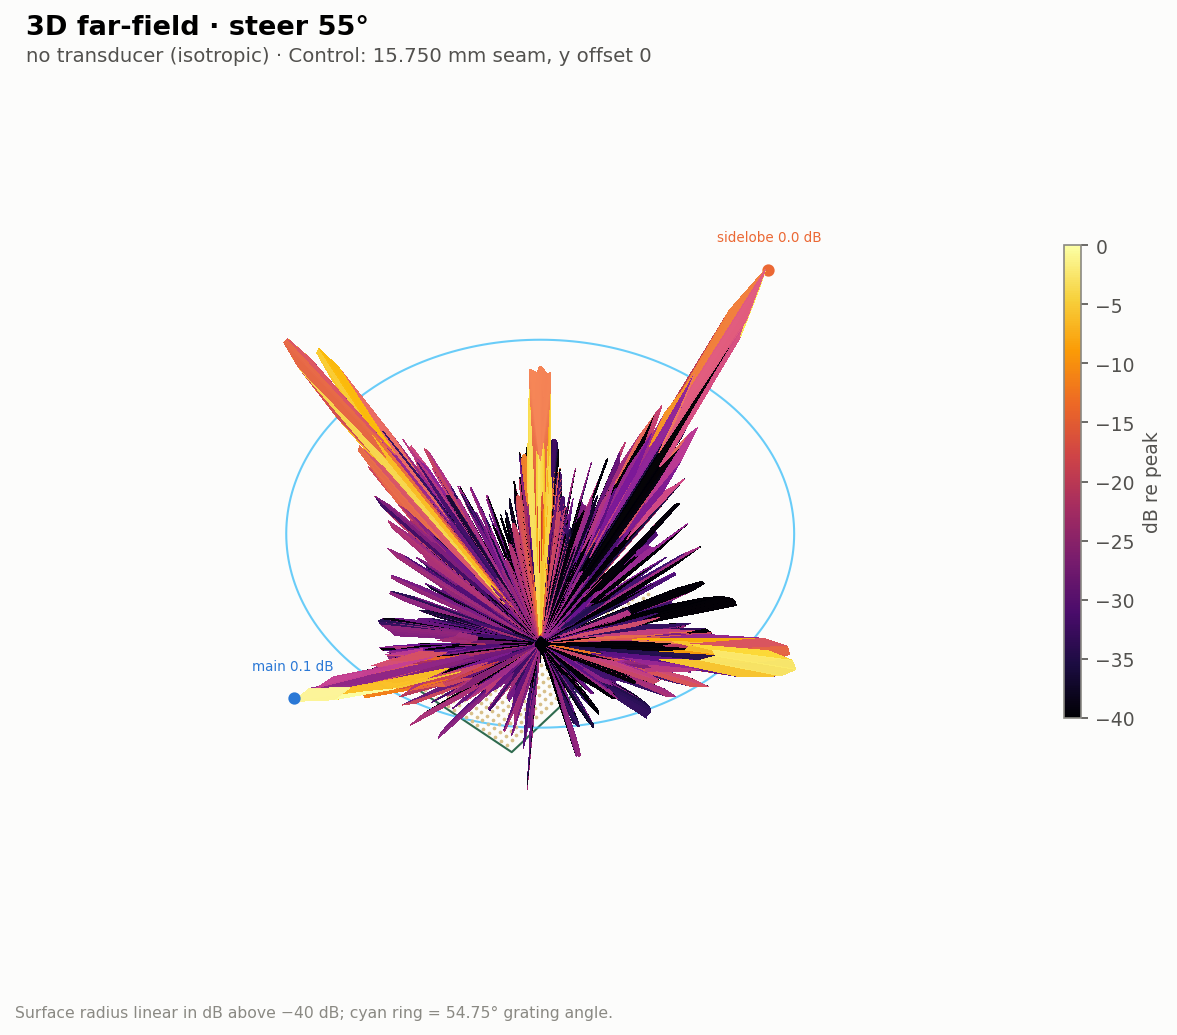 3D far-field · steer 55°
no transducer (isotropic) · Control: 15.750 mm seam, y offset 0
sidelobe 0.0 dB
main 0.1 dB
0
−5
−10
−15
−20
−25
−30
−35
−40
dB re peak
Surface radius linear in dB above −40 dB; cyan ring = 54.75° grating angle.